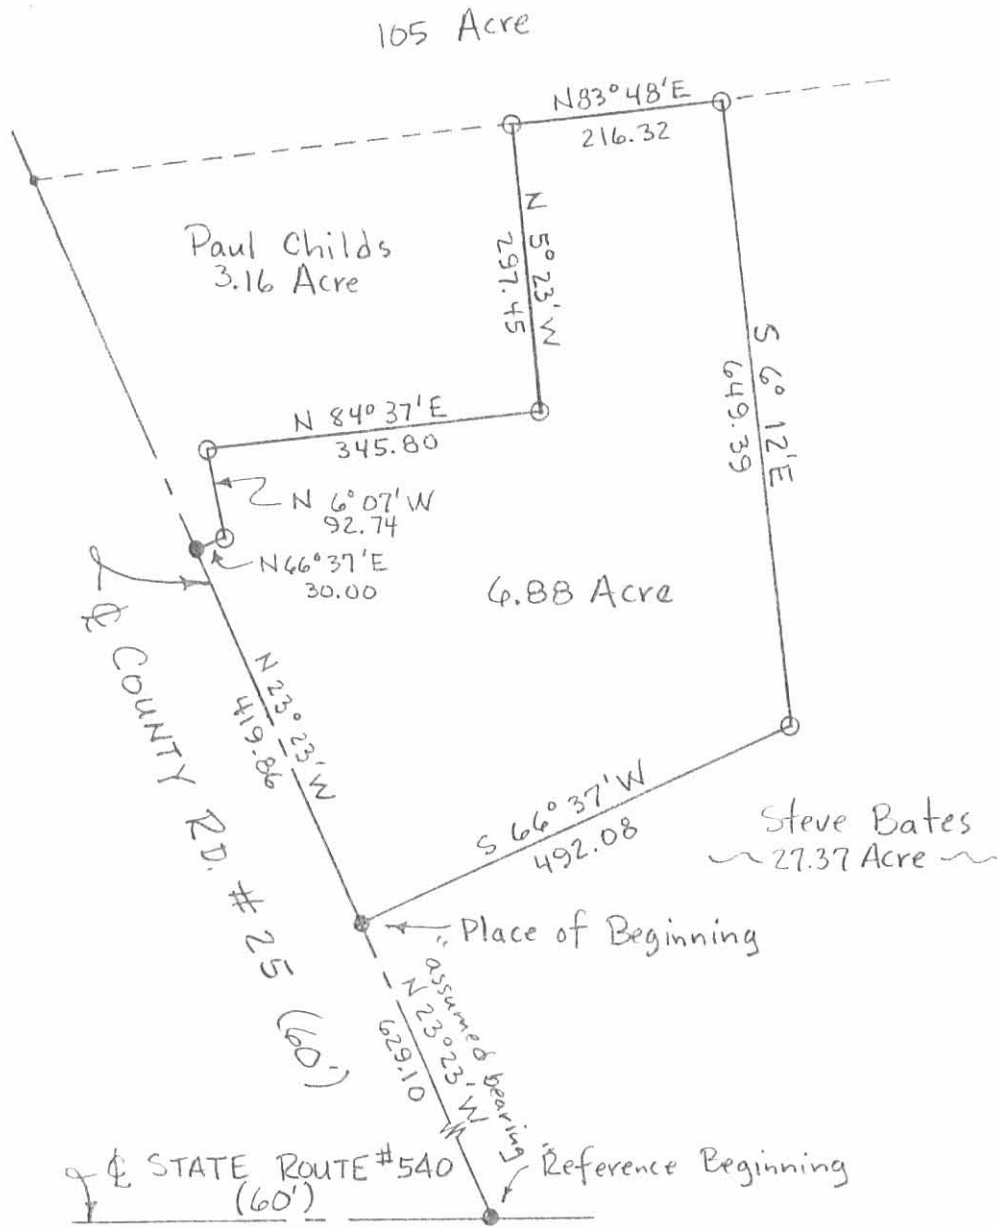 105 Acre
N83°48'E
216.32
N 5°23'W
297.45
Paul Childs
3.16 Acre
S 6° 12'E
649.39
N 84° 37'E
345.80
N 6° 07' W
92.74
N66°37'E
30.00
6.88 Acre
℄ COUNTY RD. # 25 (60')
N 23° 23' W
419.86
S 66° 37' W
492.08
Steve Bates
27.37 Acre
Place of Beginning
"assumed bearing"
N 23°23' W
629.10
℄ STATE ROUTE #540
(60')
Reference Beginning